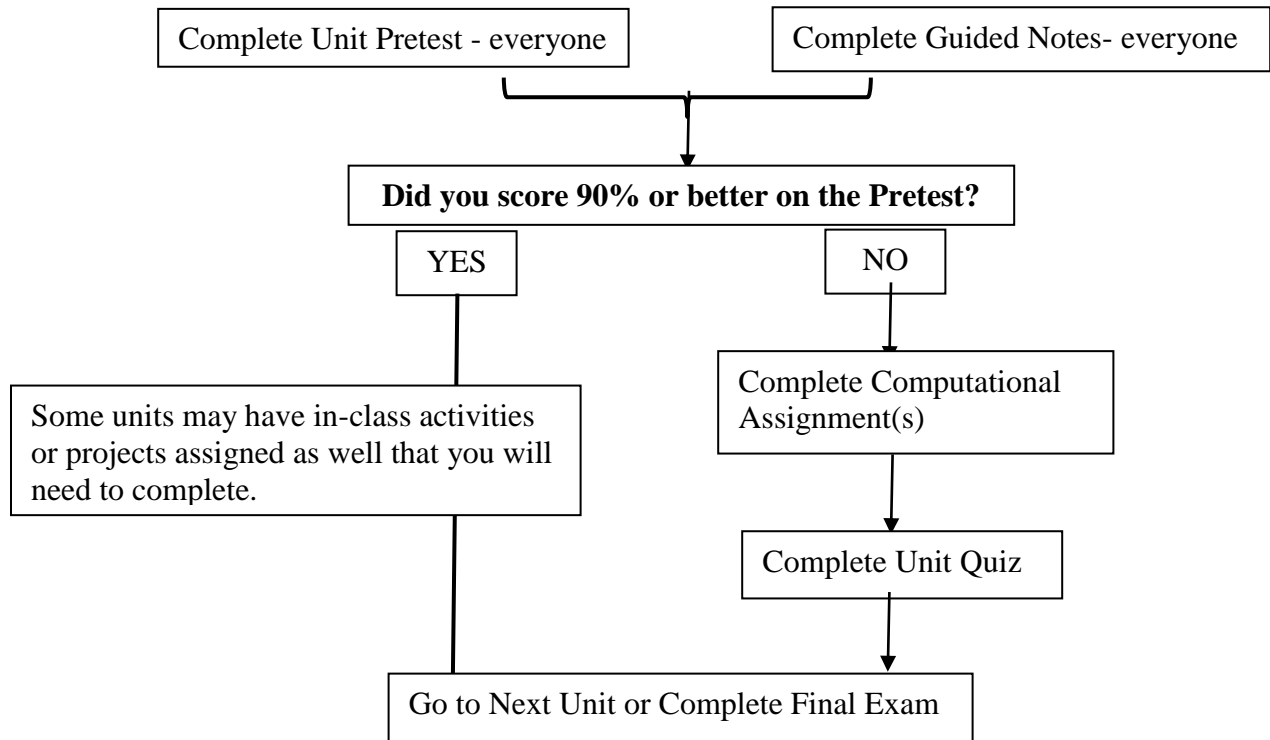 Complete Unit Pretest - everyone
Complete Guided Notes- everyone
Did you score 90% or better on the Pretest?
YES
NO
Some units may have in-class activities
or projects assigned as well that you will
need to complete.
Complete Computational
Assignment(s)
Complete Unit Quiz
Go to Next Unit or Complete Final Exam